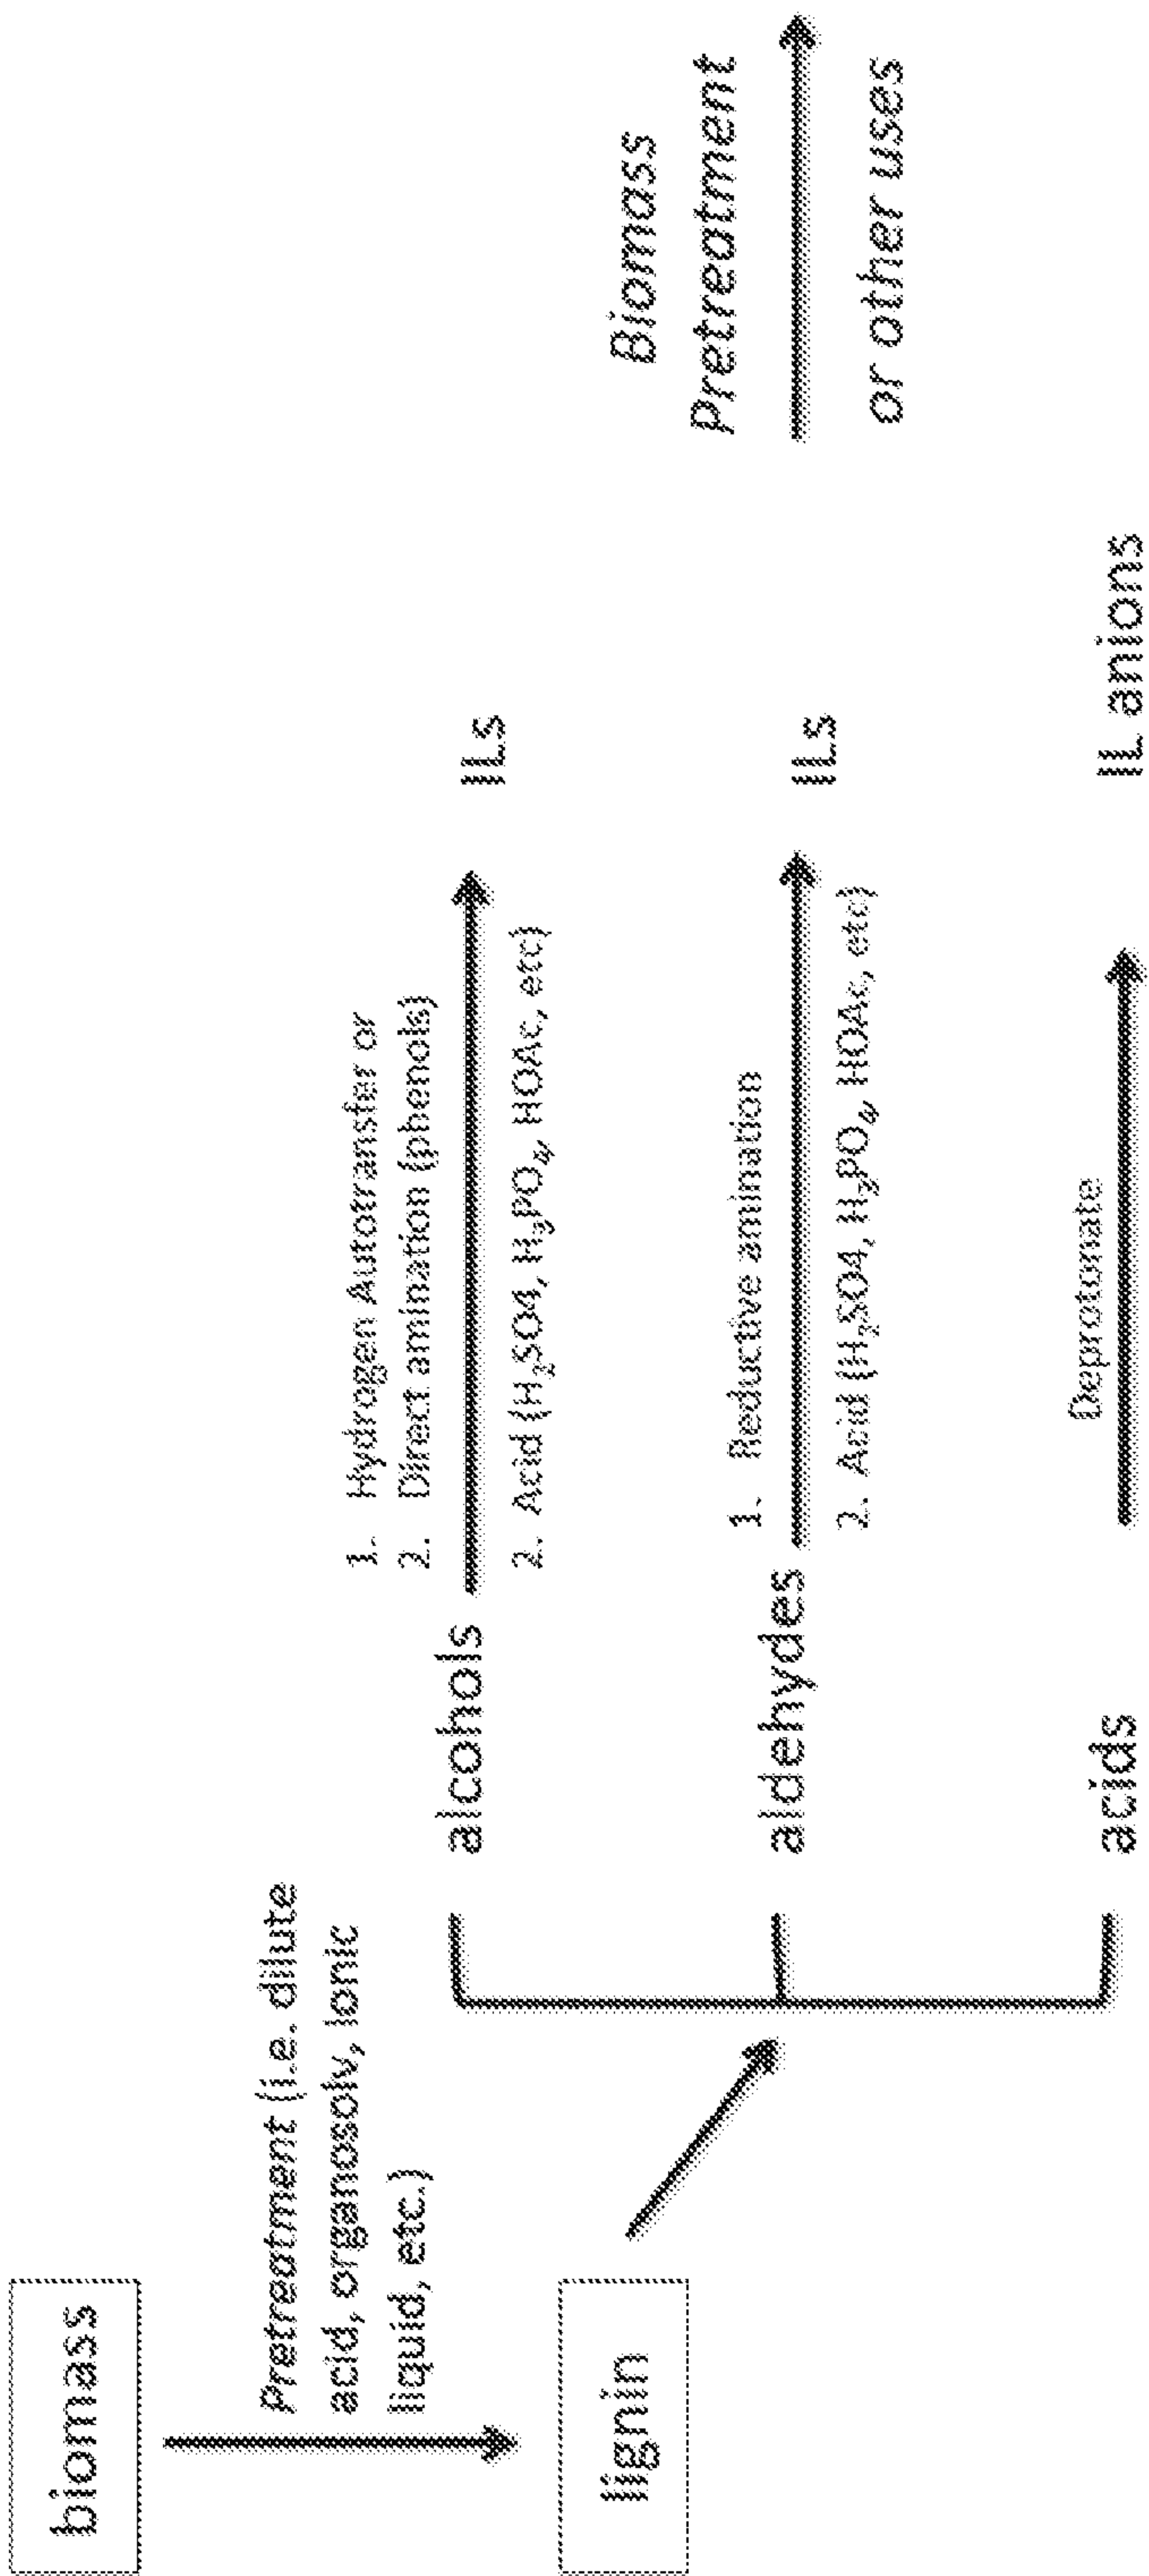 biomass
Pretreatment (i.e. dilute
acid, organosolv, ionic
liquid, etc.)
lignin
alcohols
1. Hydrogen Autotransfer or
2. Direct amination (phenols)
2. Acid (H₂SO4, H₃PO₄, HOAc, etc)
ILs
aldehydes
1. Reductive amination
2. Acid (H₂SO4, H₃PO₄, HOAc, etc)
ILs
acids
Deprotonate
IL anions
Biomass
Pretreatment
or other uses